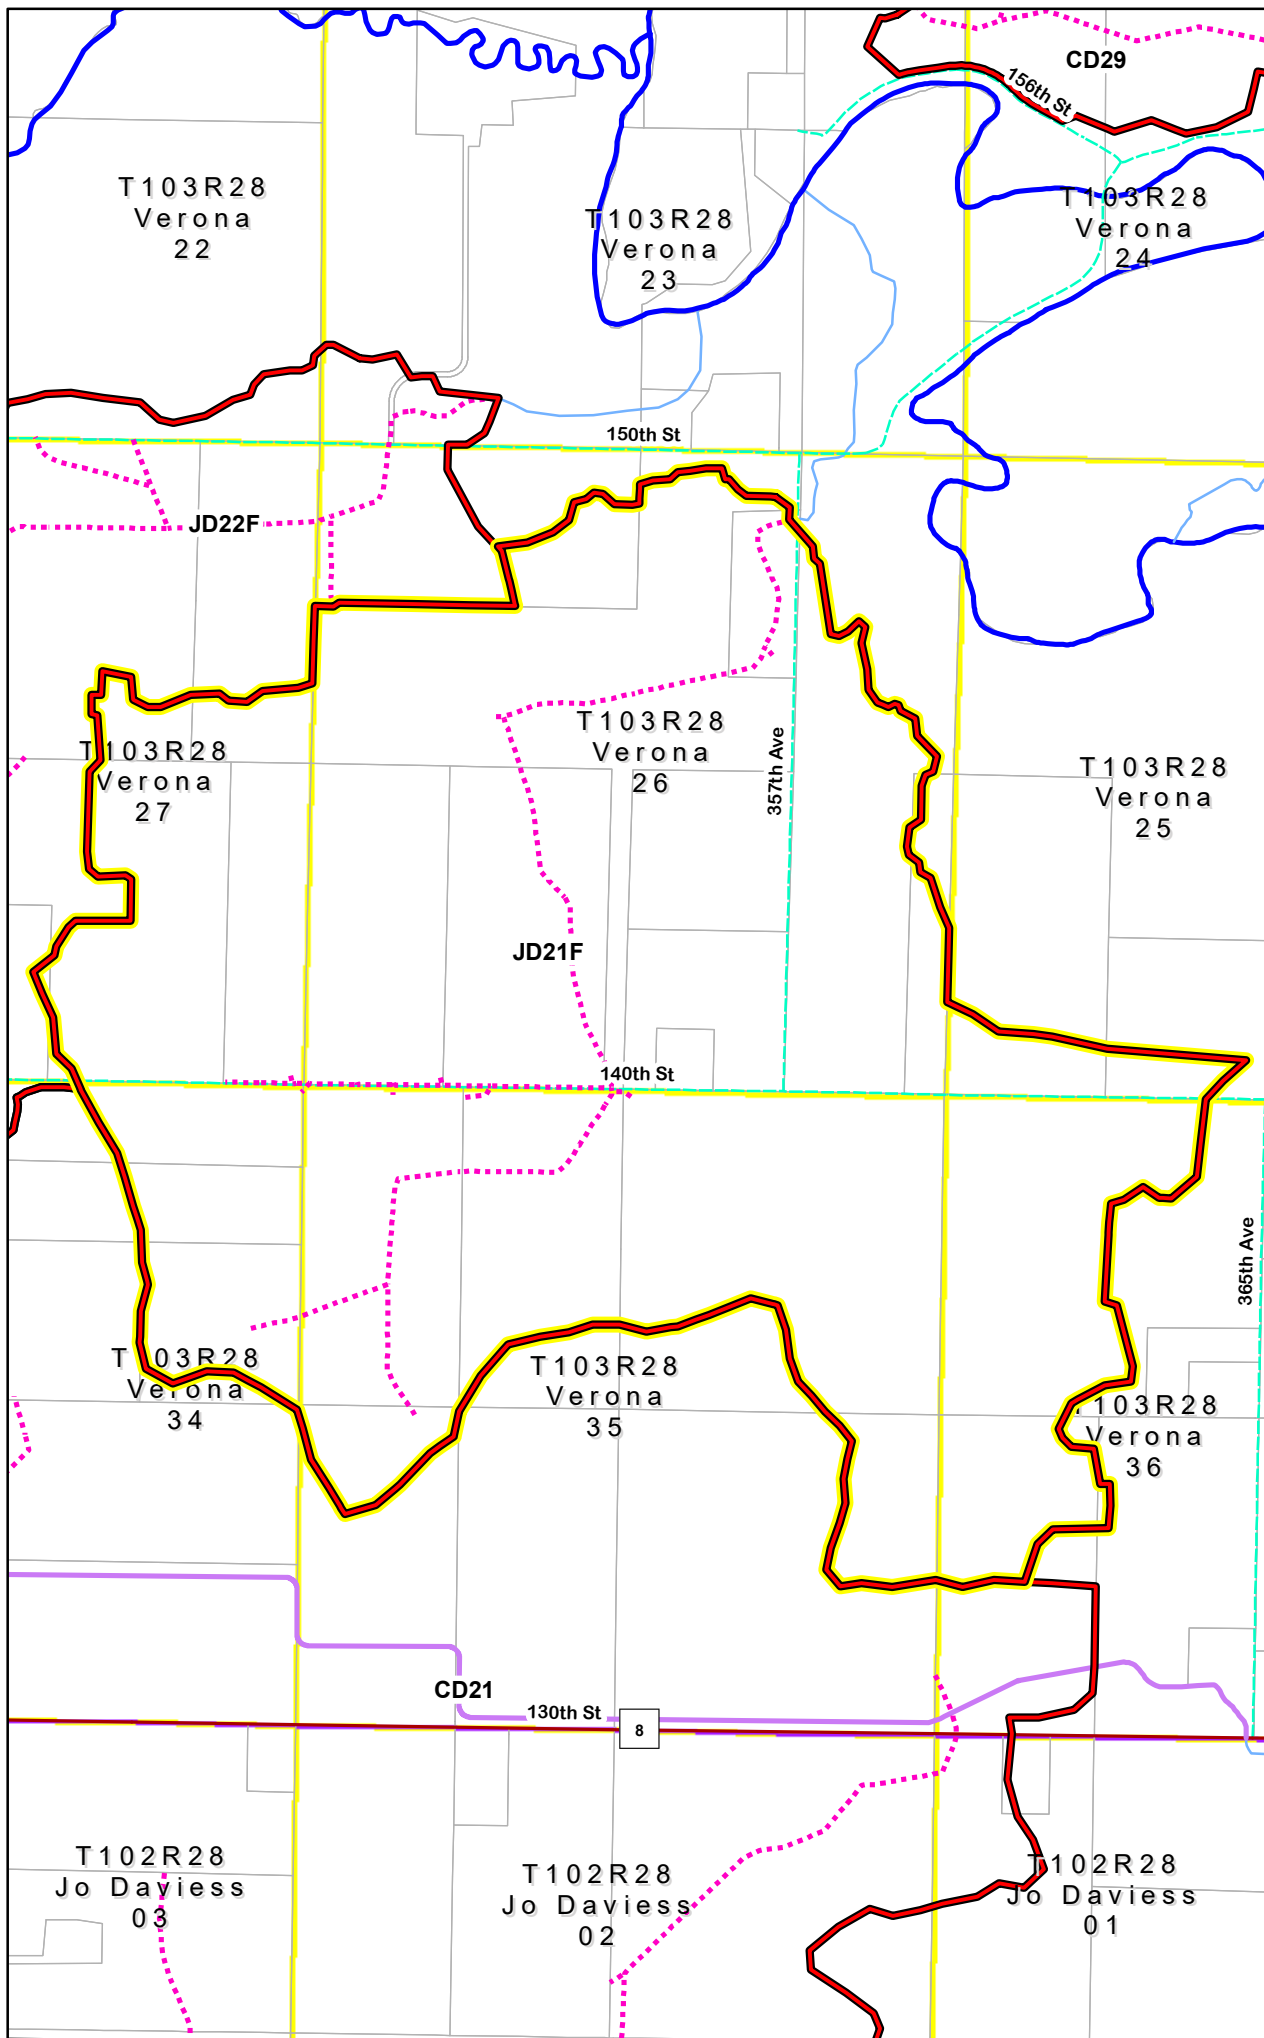 CD29
156th St
T103R28
Verona
22
T103R28
Verona
23
T103R28
Verona
24
150th St
JD22F
T103R28
Verona
26
357th Ave
T103R28
Verona
27
T103R28
Verona
25
JD21F
140th St
365th Ave
T103R28
Verona
34
T103R28
Verona
35
T103R28
Verona
36
CD21
130th St
8
T102R28
Jo Daviess
03
T102R28
Jo Daviess
02
T102R28
Jo Daviess
01